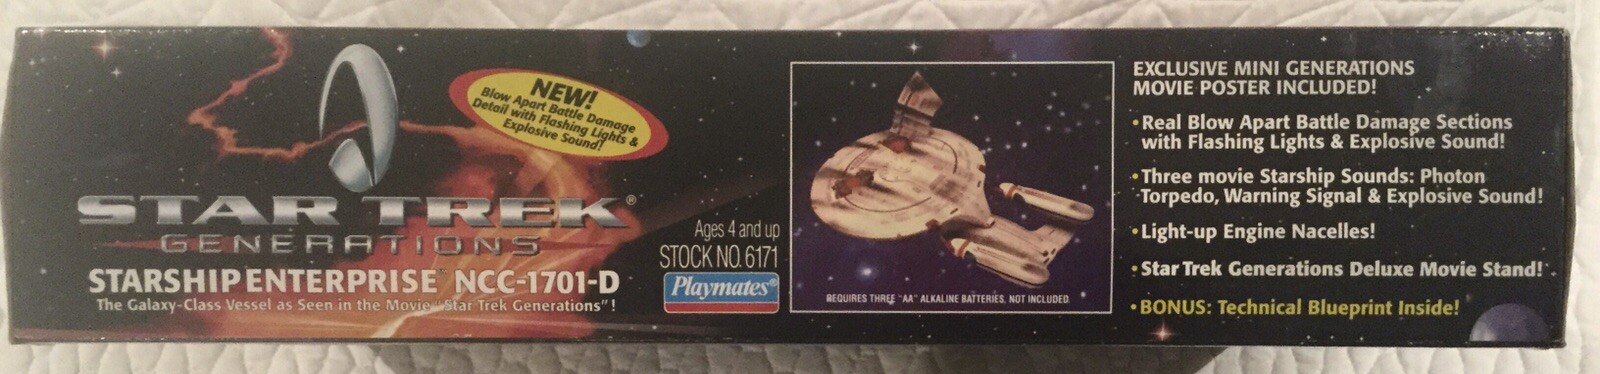 NEW!
Blow Apart Battle Damage
Detail with Flashing Lights &
Explosive Sound!
STAR TREK®
GENERATIONS
STARSHIP ENTERPRISE™ NCC-1701-D
The Galaxy-Class Vessel as Seen in the Movie "Star Trek Generations"!
Ages 4 and up
STOCK NO. 6171
Playmates®
REQUIRES THREE "AA" ALKALINE BATTERIES, NOT INCLUDED.
EXCLUSIVE MINI GENERATIONS
MOVIE POSTER INCLUDED!
•Real Blow Apart Battle Damage Sections
with Flashing Lights & Explosive Sound!
•Three movie Starship Sounds: Photon
Torpedo, Warning Signal & Explosive Sound!
•Light-up Engine Nacelles!
•Star Trek Generations Deluxe Movie Stand!
•BONUS: Technical Blueprint Inside!